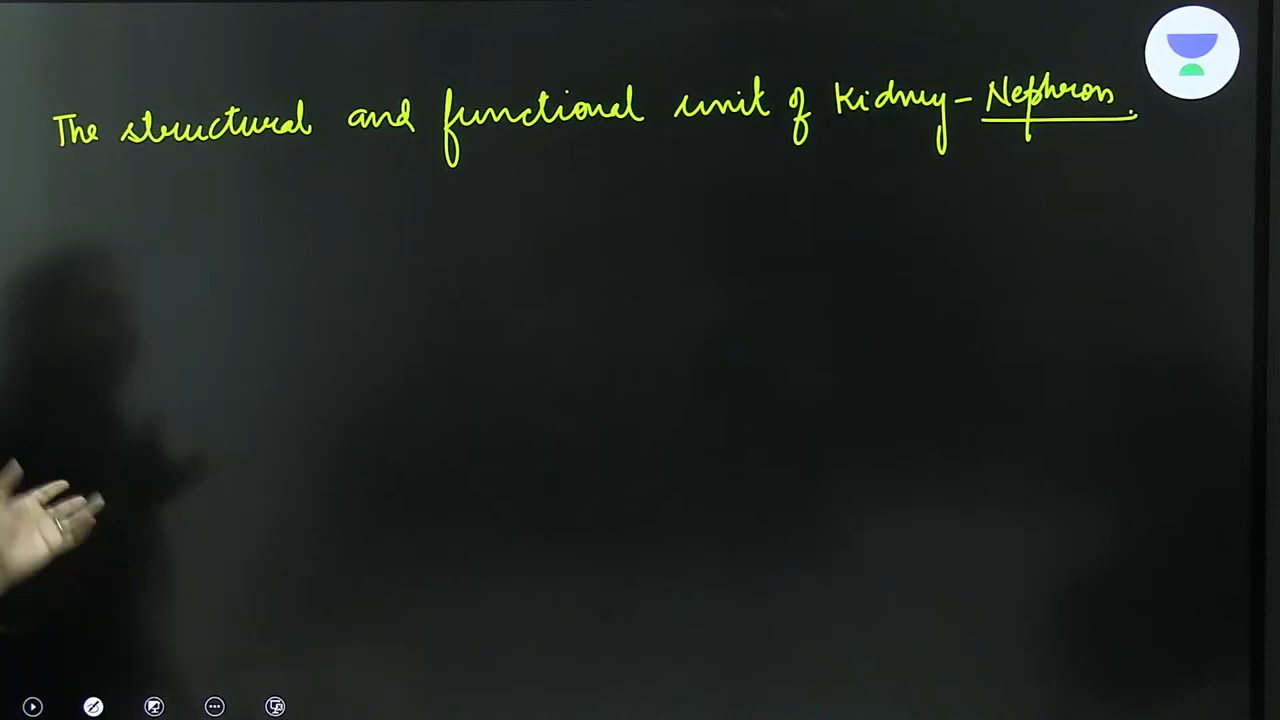 The structural and functional unit of Kidney - Nephron.